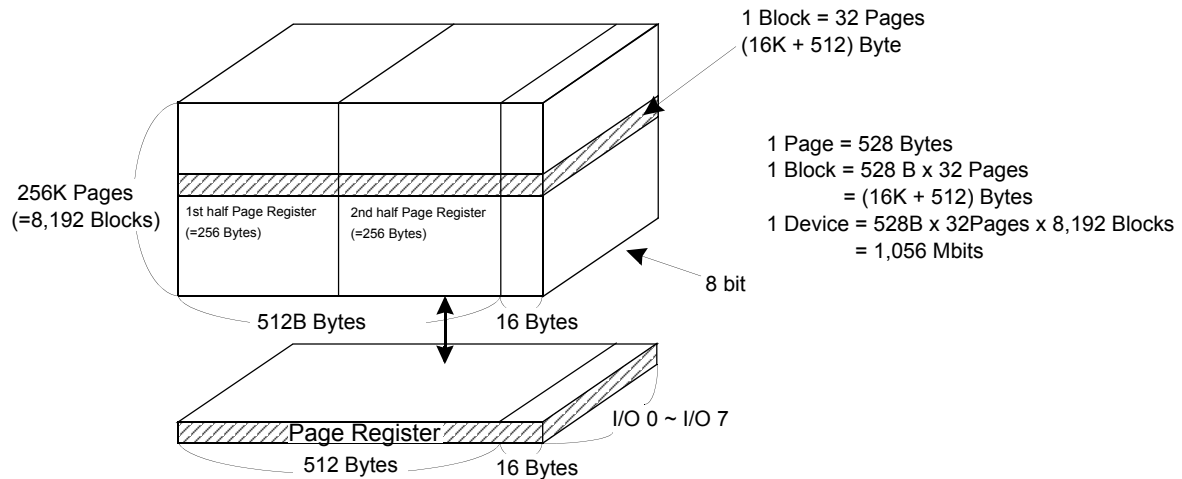 1 Block = 32 Pages
(16K + 512) Byte
256K Pages
(=8,192 Blocks)
1st half Page Register
(=256 Bytes)
2nd half Page Register
(=256 Bytes)
1 Page = 528 Bytes
1 Block = 528 B x 32 Pages
= (16K + 512) Bytes
1 Device = 528B x 32Pages x 8,192 Blocks
= 1,056 Mbits
8 bit
512B Bytes
16 Bytes
Page Register
I/O 0 ~ I/O 7
512 Bytes
16 Bytes